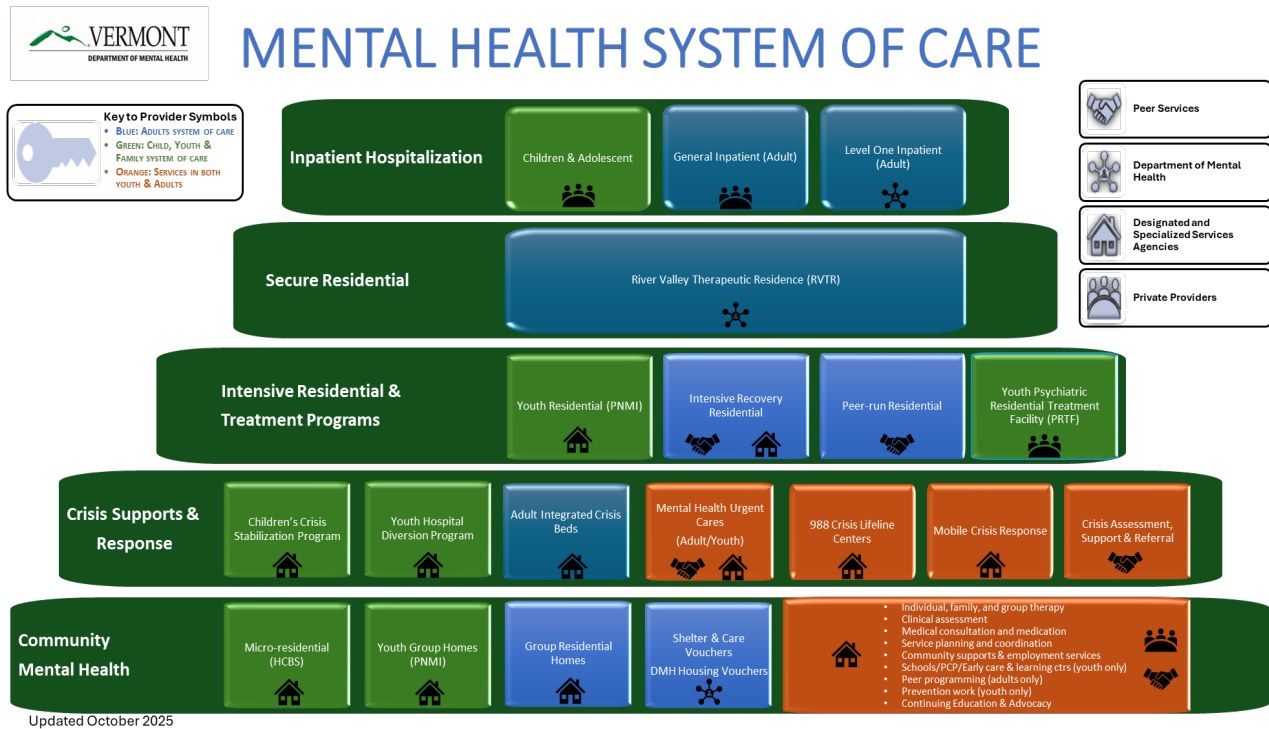 VERMONT
DEPARTMENT OF MENTAL HEALTH
MENTAL HEALTH SYSTEM OF CARE
Key to Provider Symbols
• Blue: Adults system of care
• Green: Child, Youth &
Family system of care
• Orange: Services in both
youth & Adults
Peer Services
Department of Mental
Health
Designated and
Specialized Services
Agencies
Private Providers
Inpatient Hospitalization
Children & Adolescent
General Inpatient (Adult)
Level One Inpatient
(Adult)
Secure Residential
River Valley Therapeutic Residence (RVTR)
Intensive Residential &
Treatment Programs
Youth Residential (PNMI)
Intensive Recovery
Residential
Peer-run Residential
Youth Psychiatric
Residential Treatment
Facility (PRTF)
Crisis Supports &
Response
Children's Crisis
Stabilization Program
Youth Hospital
Diversion Program
Adult Integrated Crisis
Beds
Mental Health Urgent
Cares
(Adult/Youth)
988 Crisis Lifeline
Centers
Mobile Crisis Response
Crisis Assessment,
Support & Referral
Community
Mental Health
Micro-residential
(HCBS)
Youth Group Homes
(PNMI)
Group Residential
Homes
Shelter & Care
Vouchers
DMH Housing Vouchers
• Individual, family, and group therapy
• Clinical assessment
• Medical consultation and medication
• Service planning and coordination
• Community supports & employment services
• Schools/PCP/Early care & learning ctrs (youth only)
• Peer programming (adults only)
• Prevention work (youth only)
• Continuing Education & Advocacy
Updated October 2025